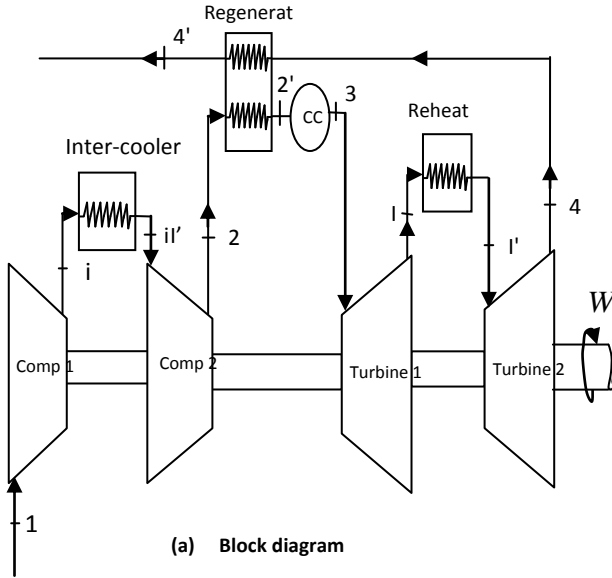 Regenerat
4'
2'
3
CC
Reheat
Inter-cooler
I
4
2
iI'
i
I'
W
Comp 1
Comp 2
Turbine 1
Turbine 2
1
(a) Block diagram